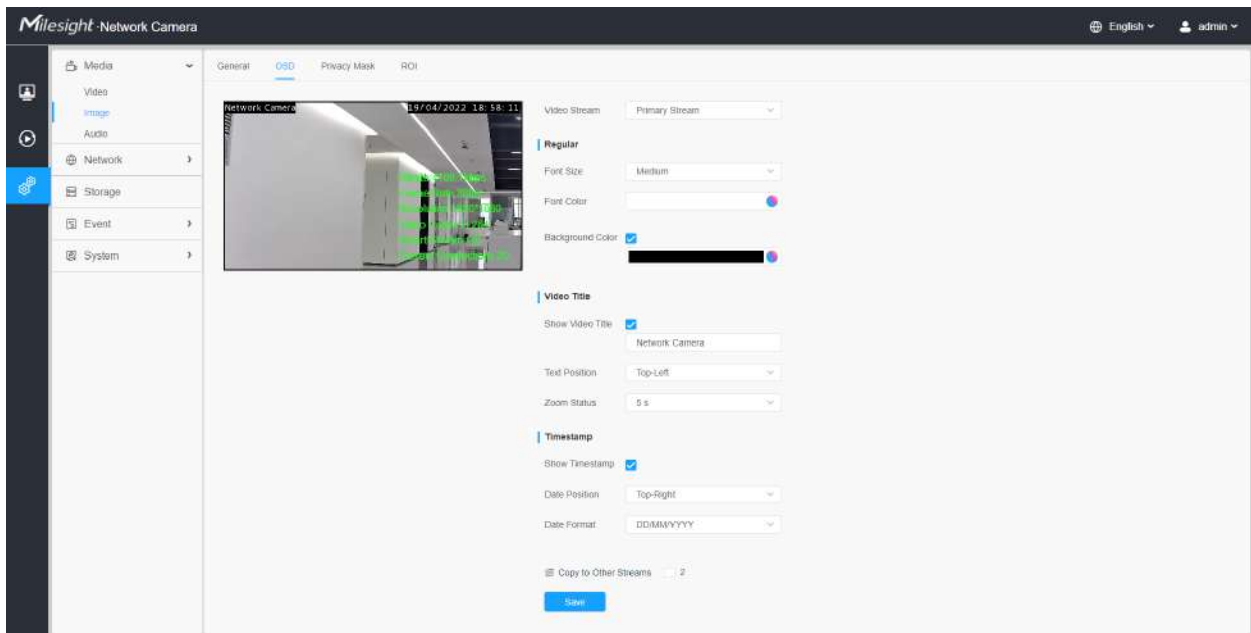 Milesight ·Network Camera
English
admin
Media
Video
Image
Audio
Network
Storage
Event
System
General
OSD
Privacy Mask
ROI
Network Camera
19/04/2022 18:58:11
Video Stream
Primary Stream
Regular
Font Size
Medium
Font Color
Background Color
Video Title
Show Video Title
Network Camera
Text Position
Top-Left
Zoom Status
5 s
Timestamp
Show Timestamp
Date Position
Top-Right
Date Format
DD/MM/YYYY
Copy to Other Streams
2
Save